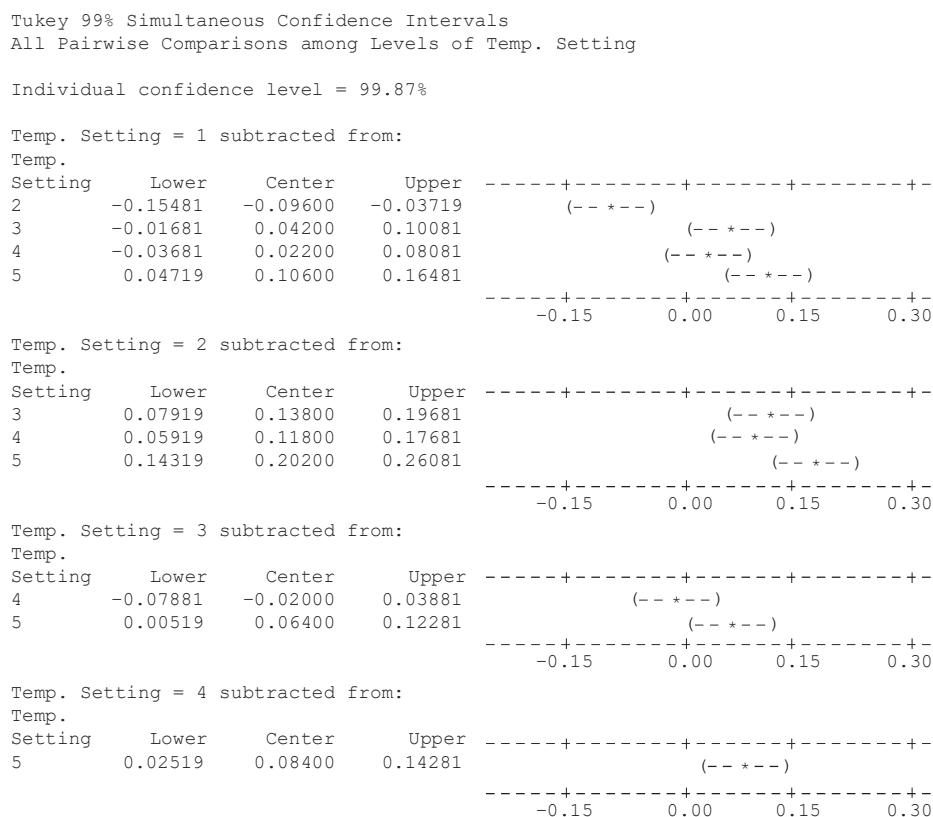 Tukey 99% Simultaneous Confidence Intervals
All Pairwise Comparisons among Levels of Temp. Setting
Individual confidence level = 99.87%
Temp. Setting = 1 subtracted from:
Temp.
Setting Lower Center Upper -----+--------+------+-------+-
2 −0.15481 −0.09600 −0.03719 (--*--)
3 −0.01681 0.04200 0.10081 (--*--)
4 −0.03681 0.02200 0.08081 (--*--)
5 0.04719 0.10600 0.16481 (--*--)
-----+--------+------+-------+-
−0.15 0.00 0.15 0.30
Temp. Setting = 2 subtracted from:
Temp.
Setting Lower Center Upper -----+--------+------+-------+-
3 0.07919 0.13800 0.19681 (--*--)
4 0.05919 0.11800 0.17681 (--*--)
5 0.14319 0.20200 0.26081 (--*--)
-----+--------+------+-------+-
−0.15 0.00 0.15 0.30
Temp. Setting = 3 subtracted from:
Temp.
Setting Lower Center Upper -----+--------+------+-------+-
4 −0.07881 −0.02000 0.03881 (--*--)
5 0.00519 0.06400 0.12281 (--*--)
-----+--------+------+-------+-
−0.15 0.00 0.15 0.30
Temp. Setting = 4 subtracted from:
Temp.
Setting Lower Center Upper -----+--------+------+-------+-
5 0.02519 0.08400 0.14281 (--*--)
-----+--------+------+-------+-
−0.15 0.00 0.15 0.30